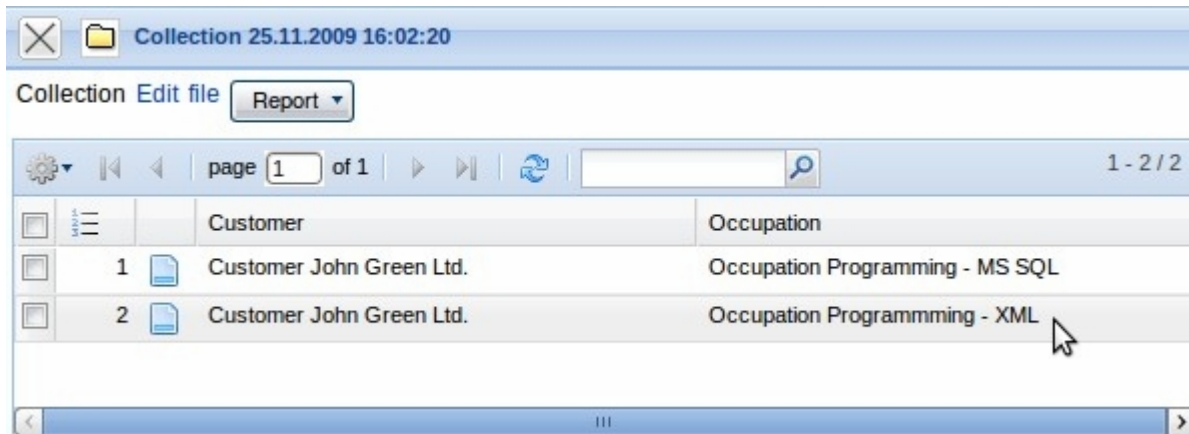 Collection 25.11.2009 16:02:20
Collection Edit file Report
page 1 of 1 1 - 2 / 2
Customer Occupation
1 Customer John Green Ltd. Occupation Programming - MS SQL
2 Customer John Green Ltd. Occupation Programmming - XML